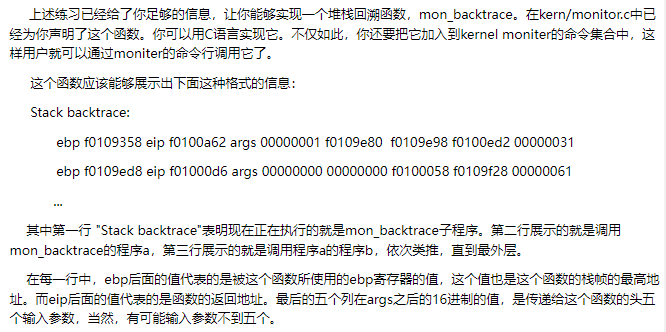 上述练习已经给了你足够的信息，让你能够实现一个堆栈回溯函数，mon_backtrace。在kern/monitor.c中已
经为你声明了这个函数。你可以用C语言实现它。不仅如此，你还要把它加入到kernel moniter的命令集合中，这
样用户就可以通过moniter的命令行调用它了。
这个函数应该能够展示出下面这种格式的信息：
Stack backtrace:
ebp f0109358 eip f0100a62 args 00000001 f0109e80 f0109e98 f0100ed2 00000031
ebp f0109ed8 eip f01000d6 args 00000000 00000000 f0100058 f0109f28 00000061
...
其中第一行 "Stack backtrace"表明现在正在执行的就是mon_backtrace子程序。第二行展示的就是调用
mon_backtrace的程序a，第三行展示的就是调用程序a的程序b，依次类推，直到最外层。
在每一行中，ebp后面的值代表的是被这个函数所使用的ebp寄存器的值，这个值也是这个函数的栈帧的最高地
址。而eip后面的值代表的是函数的返回地址。最后的五个列在args之后的16进制的值，是传递给这个函数的头五
个输入参数，当然，有可能输入参数不到五个。